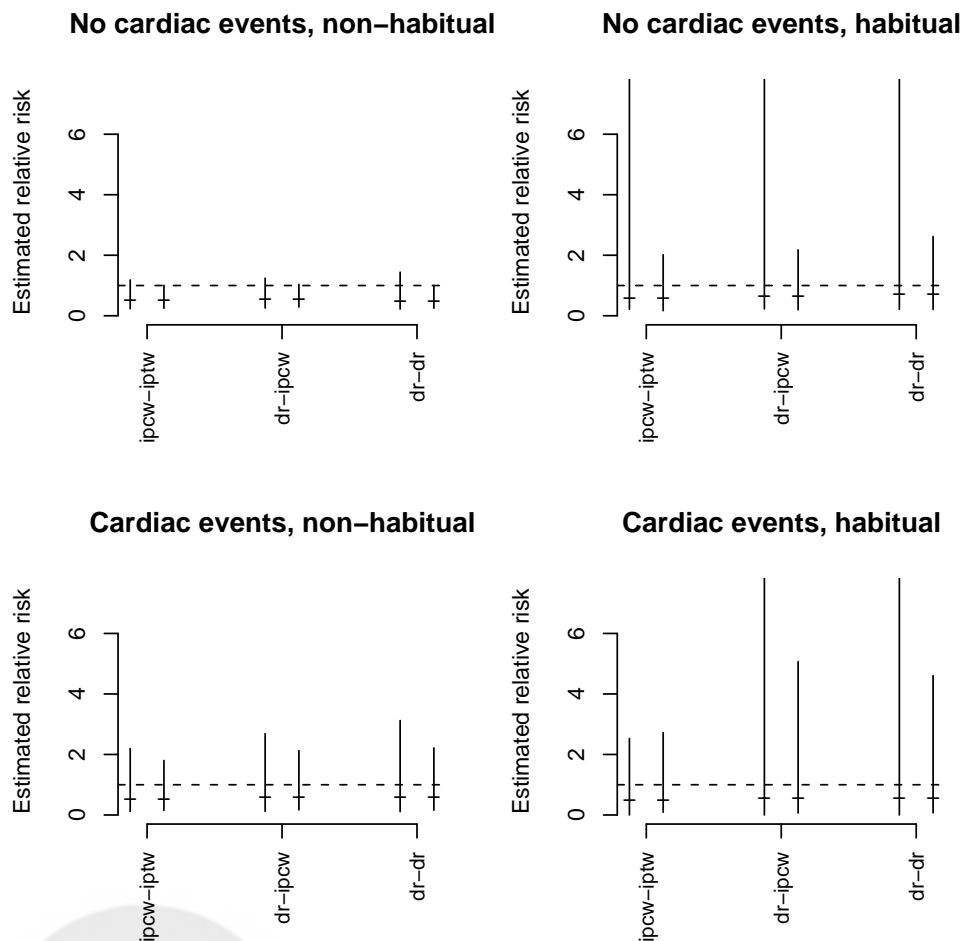 No cardiac events, non−habitual
Estimated relative risk
6
4
2
0
ipcw−iptw
dr−ipcw
dr−dr
No cardiac events, habitual
Estimated relative risk
6
4
2
0
ipcw−iptw
dr−ipcw
dr−dr
Cardiac events, non−habitual
Estimated relative risk
6
4
2
0
ipcw−iptw
dr−ipcw
dr−dr
Cardiac events, habitual
Estimated relative risk
6
4
2
0
ipcw−iptw
dr−ipcw
dr−dr